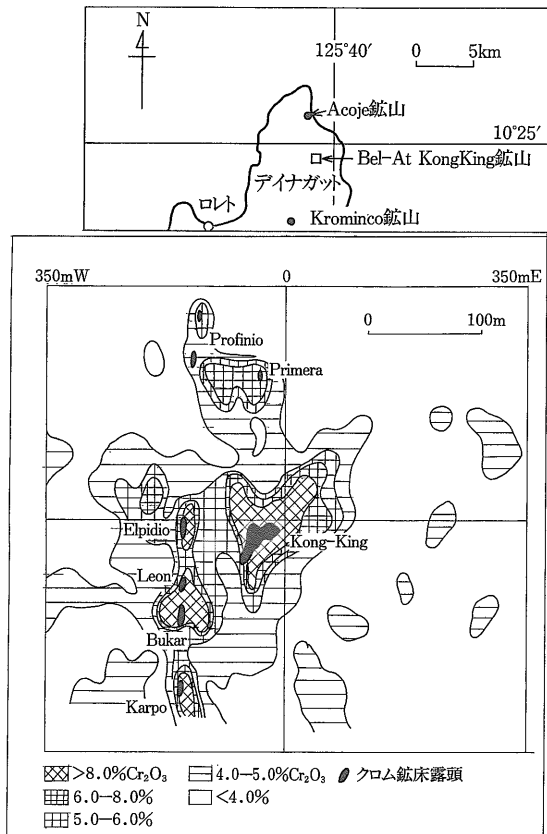 N
125°40′
0 5km
Acoje鉱山
10°25′
Bel-At KongKing鉱山
デイナガット
ロレト
Krominco鉱山
350mW 0 350mE
0 100m
Profinio
Primera
Elpidio
Kong-King
Leon
Bukar
Karpo
>8.0%Cr₂O₃ 4.0−5.0%Cr₂O₃ クロム鉱床露頭
6.0−8.0% <4.0%
5.0−6.0%